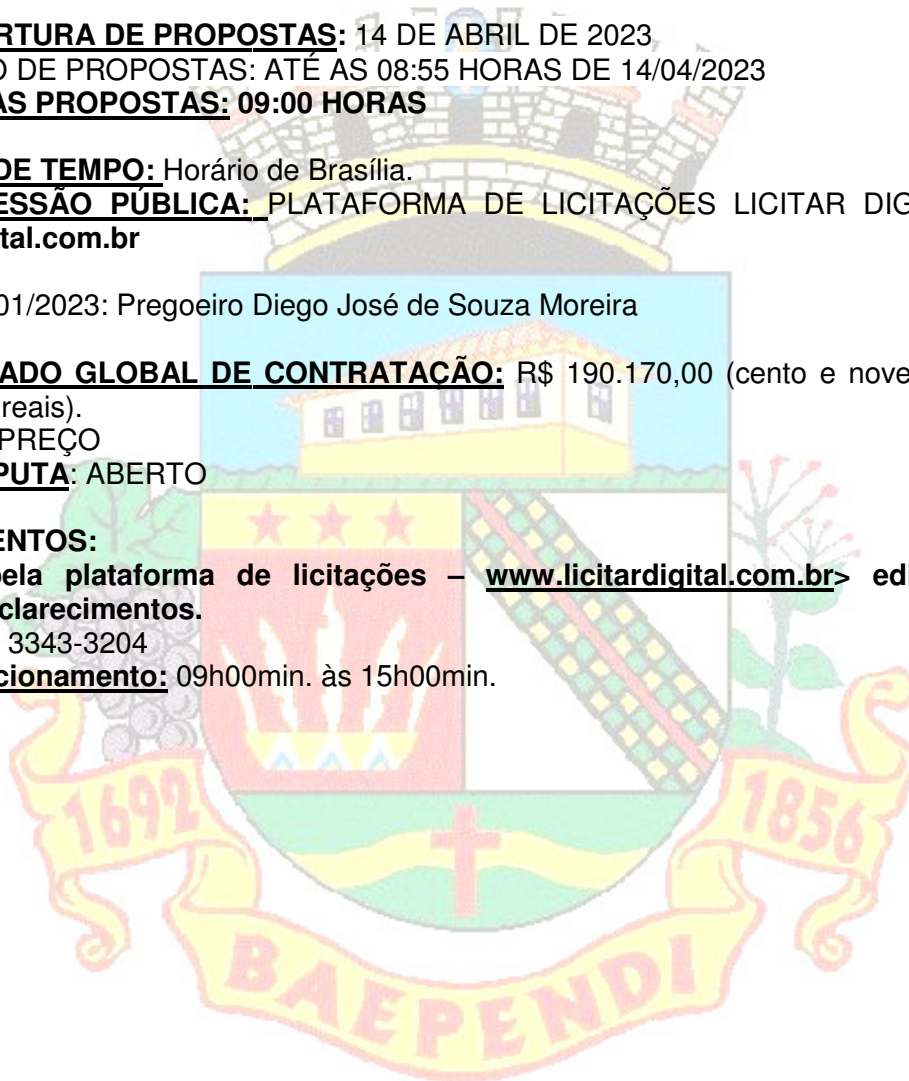 RTURA DE PROPOSTAS: 14 DE ABRIL DE 2023
O DE PROPOSTAS: ATÉ AS 08:55 HORAS DE 14/04/2023
AS PROPOSTAS: 09:00 HORAS
DE TEMPO: Horário de Brasília.
ESSÃO PÚBLICA: PLATAFORMA DE LICITAÇÕES LICITAR DIG
tal.com.br
01/2023: Pregoeiro Diego José de Souza Moreira
ADO GLOBAL DE CONTRATAÇÃO: R$ 190.170,00 (cento e nove
reais).
PREÇO
PUTA: ABERTO
ENTOS:
pela plataforma de licitações – www.licitardigital.com.br> ed
clarecimentos.
3343-3204
cionamento: 09h00min. às 15h00min.
1692
1856
BAEPENDI